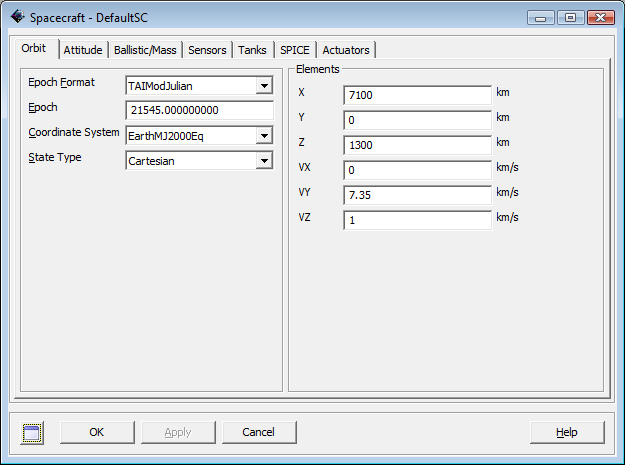 Spacecraft - DefaultSC
Orbit Attitude Ballistic/Mass Sensors Tanks SPICE Actuators
Epoch Format TAIModJulian
Epoch 21545.000000000
Coordinate System EarthMJ2000Eq
State Type Cartesian
Elements
X 7100 km
Y 0 km
Z 1300 km
VX 0 km/s
VY 7.35 km/s
VZ 1 km/s
OK Apply Cancel Help